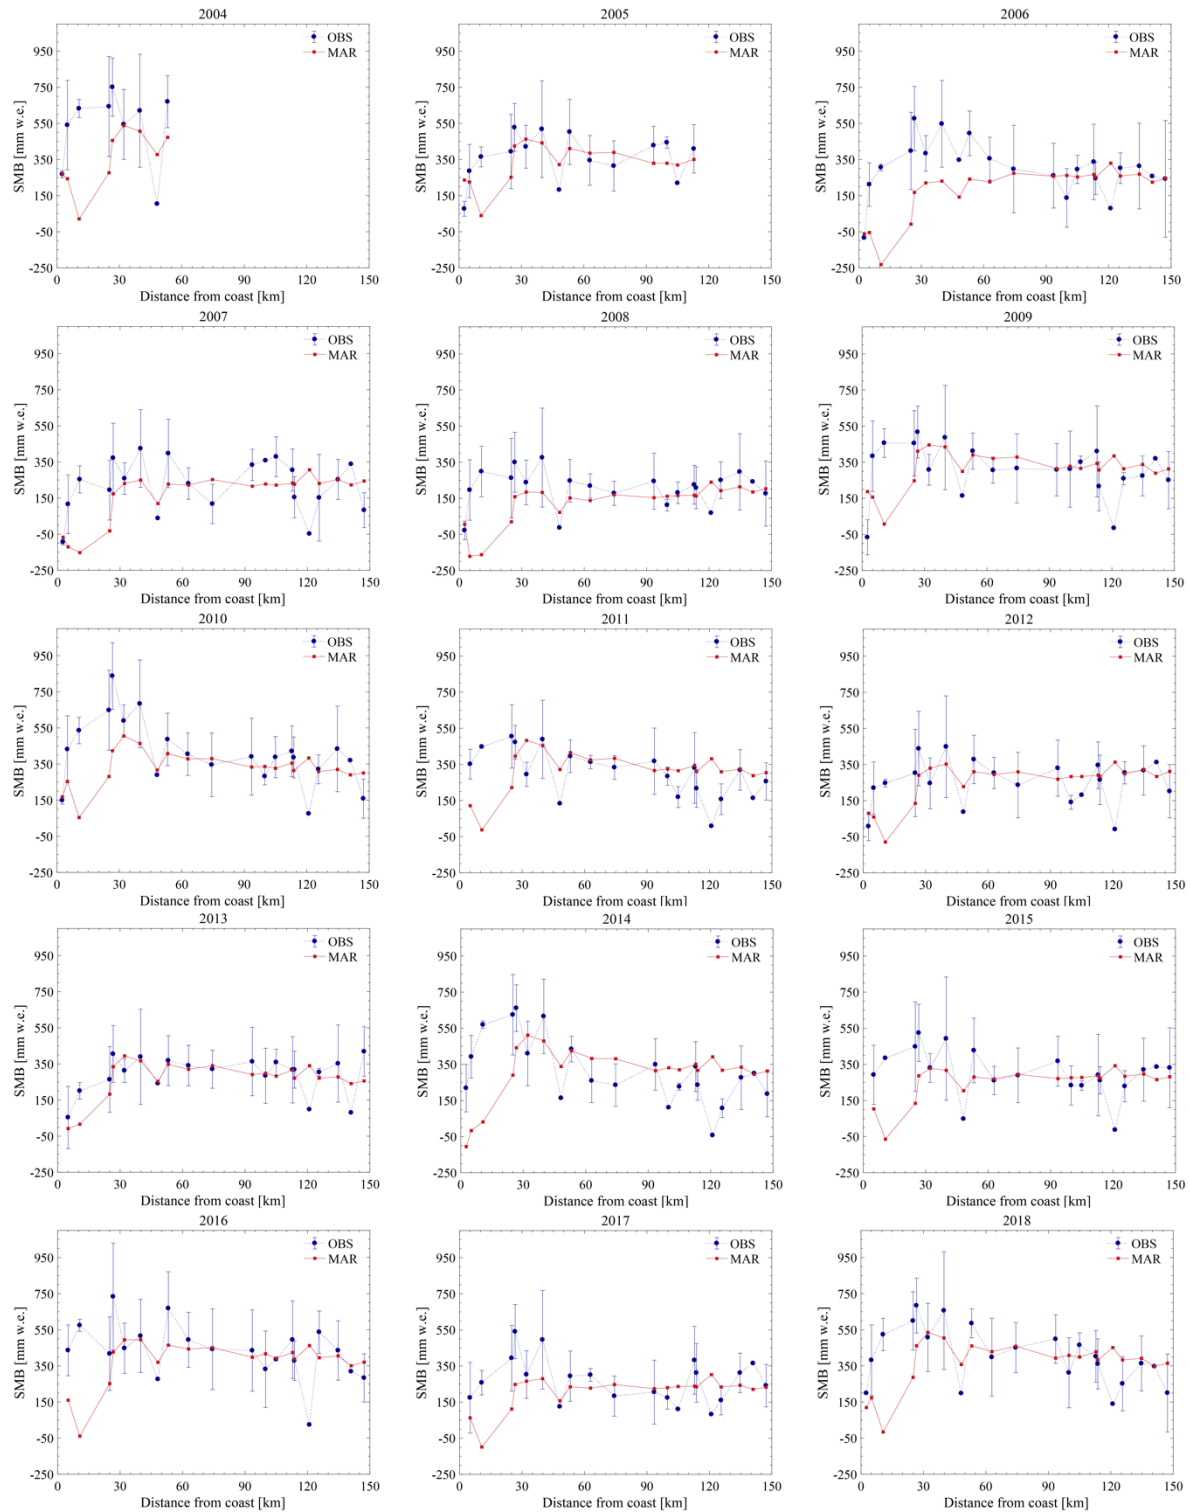 2004 2005 2006
OBS OBS OBS
MAR MAR MAR
SMB [mm w.e.] SMB [mm w.e.] SMB [mm w.e.]
950 950 950
750 750 750
550 550 550
350 350 350
150 150 150
-50 -50 -50
-250 -250 -250
0 30 60 90 120 150 0 30 60 90 120 150 0 30 60 90 120 150
Distance from coast [km] Distance from coast [km] Distance from coast [km]
2007 2008 2009
OBS OBS OBS
MAR MAR MAR
SMB [mm w.e.] SMB [mm w.e.] SMB [mm w.e.]
950 950 950
750 750 750
550 550 550
350 350 350
150 150 150
-50 -50 -50
-250 -250 -250
0 30 60 90 120 150 0 30 60 90 120 150 0 30 60 90 120 150
Distance from coast [km] Distance from coast [km] Distance from coast [km]
2010 2011 2012
OBS OBS OBS
MAR MAR MAR
SMB [mm w.e.] SMB [mm w.e.] SMB [mm w.e.]
950 950 950
750 750 750
550 550 550
350 350 350
150 150 150
-50 -50 -50
-250 -250 -250
0 30 60 90 120 150 0 30 60 90 120 150 0 30 60 90 120 150
Distance from coast [km] Distance from coast [km] Distance from coast [km]
2013 2014 2015
OBS OBS OBS
MAR MAR MAR
SMB [mm w.e.] SMB [mm w.e.] SMB [mm w.e.]
950 950 950
750 750 750
550 550 550
350 350 350
150 150 150
-50 -50 -50
-250 -250 -250
0 30 60 90 120 150 0 30 60 90 120 150 0 30 60 90 120 150
Distance from coast [km] Distance from coast [km] Distance from coast [km]
2016 2017 2018
OBS OBS OBS
MAR MAR MAR
SMB [mm w.e.] SMB [mm w.e.] SMB [mm w.e.]
950 950 950
750 750 750
550 550 550
350 350 350
150 150 150
-50 -50 -50
-250 -250 -250
0 30 60 90 120 150 0 30 60 90 120 150 0 30 60 90 120 150
Distance from coast [km] Distance from coast [km] Distance from coast [km]